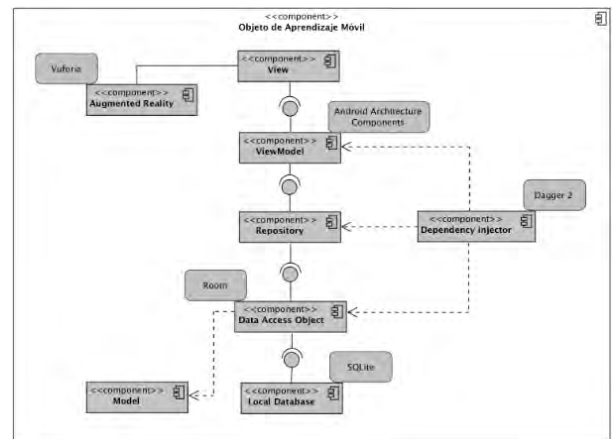 <<component>>
Objeto de Aprendizaje Móvil
Vuforia
<<component>>
View
<<component>>
Augmented Reality
Android Architecture
Components
<<component>>
ViewModel
Dagger 2
<<component>>
Repository
<<component>>
Dependency injector
Room
<<component>>
Data Access Object
SQLite
<<component>>
Model
<<component>>
Local Database